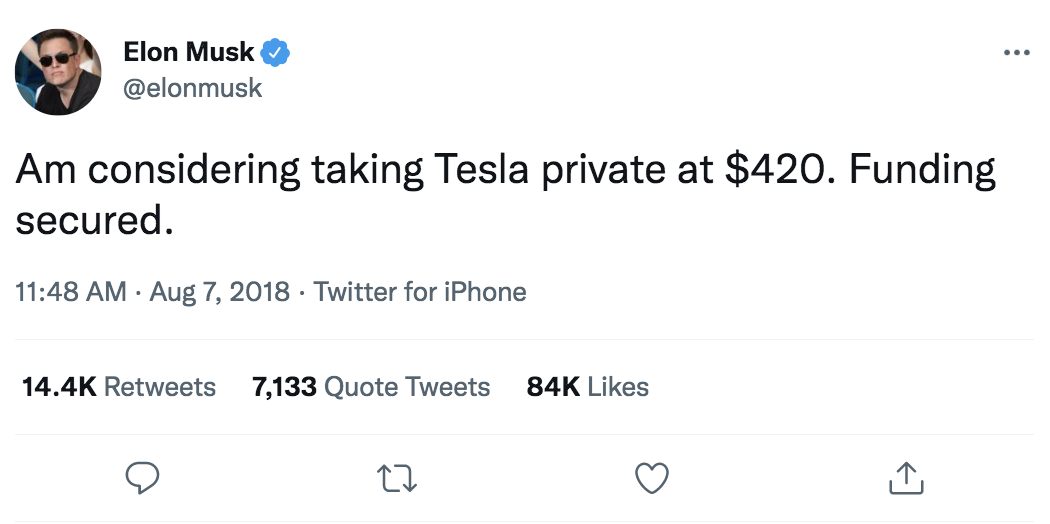 Elon Musk
@elonmusk
Am considering taking Tesla private at $420. Funding
secured.
11:48 AM · Aug 7, 2018 · Twitter for iPhone
14.4K Retweets 7,133 Quote Tweets 84K Likes